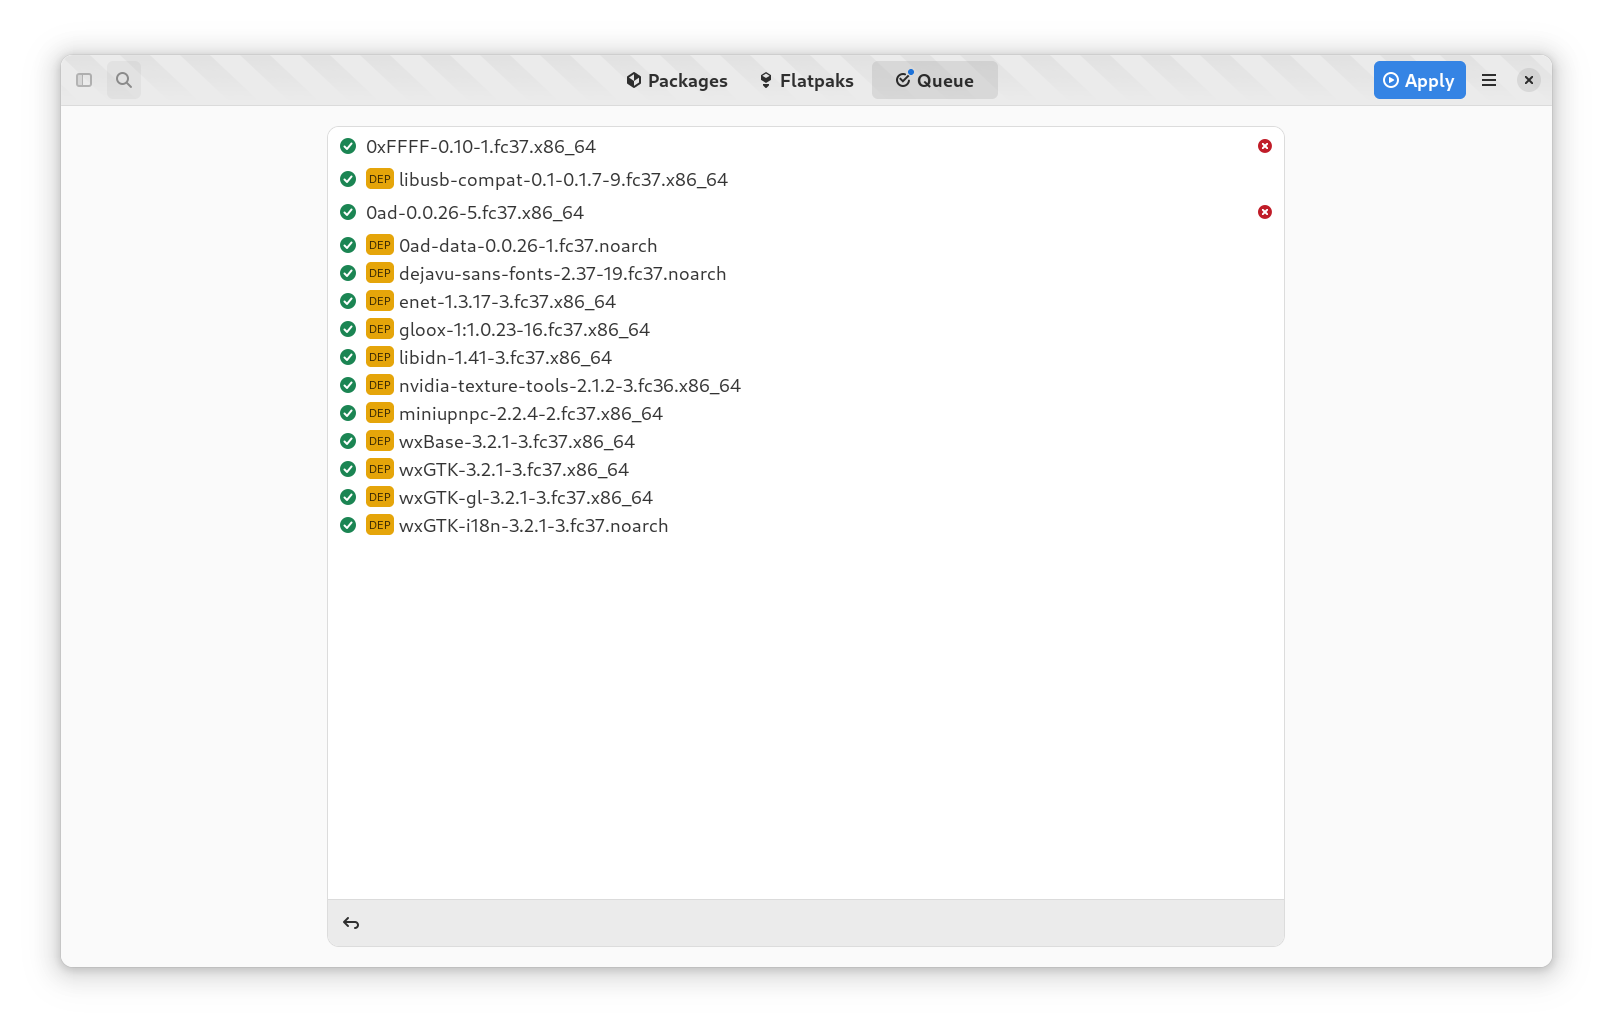 Packages Flatpaks Queue Apply
0xFFFF-0.10-1.fc37.x86_64
DEP libusb-compat-0.1-0.1.7-9.fc37.x86_64
0ad-0.0.26-5.fc37.x86_64
DEP 0ad-data-0.0.26-1.fc37.noarch
DEP dejavu-sans-fonts-2.37-19.fc37.noarch
DEP enet-1.3.17-3.fc37.x86_64
DEP gloox-1:1.0.23-16.fc37.x86_64
DEP libidn-1.41-3.fc37.x86_64
DEP nvidia-texture-tools-2.1.2-3.fc36.x86_64
DEP miniupnpc-2.2.4-2.fc37.x86_64
DEP wxBase-3.2.1-3.fc37.x86_64
DEP wxGTK-3.2.1-3.fc37.x86_64
DEP wxGTK-gl-3.2.1-3.fc37.x86_64
DEP wxGTK-i18n-3.2.1-3.fc37.noarch